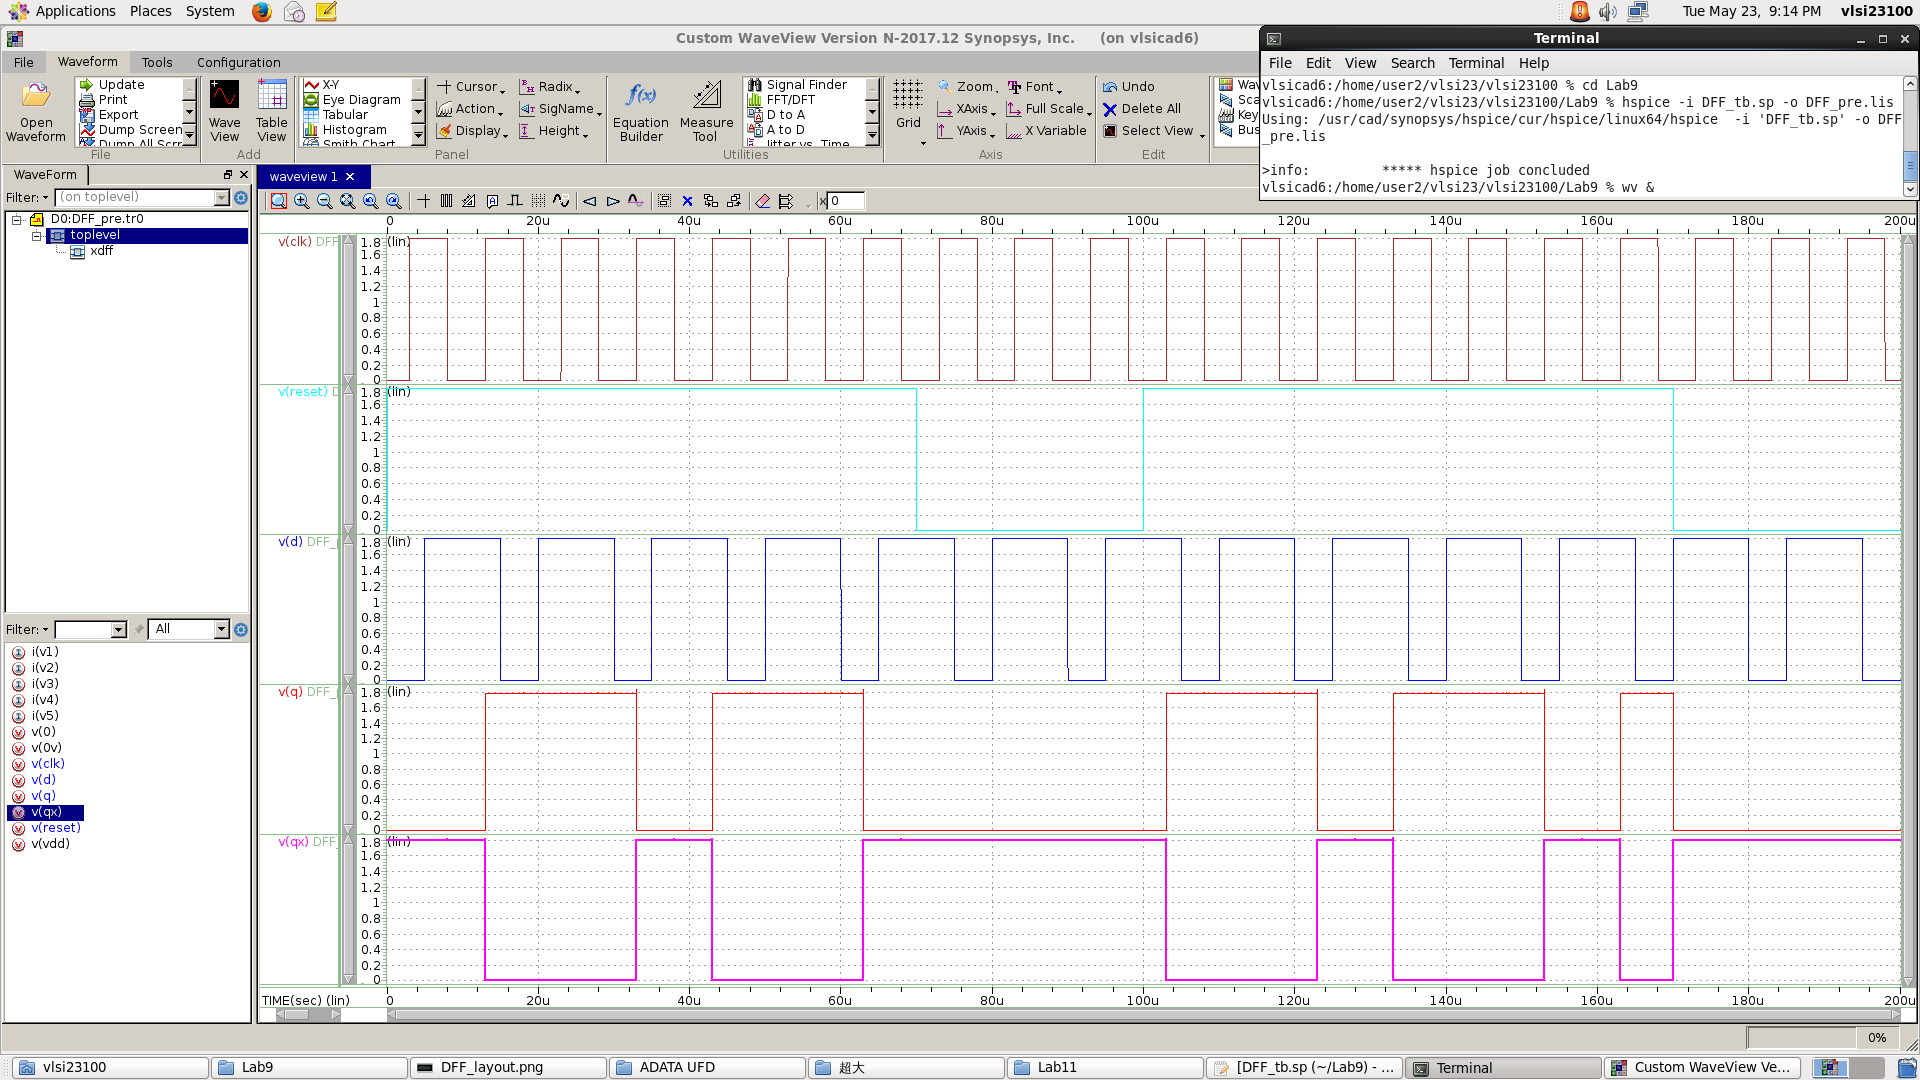 Applications Places System Tue May 23, 9:14 PM vlsi23100
Custom WaveView Version N-2017.12 Synopsys, Inc. (on vlsicad6)
File Waveform Tools Configuration
Open Waveform
Update
Print
Export
Dump Screen
Dump All Screen
File
Wave View
Table View
Add
X-Y
Eye Diagram
Tabular
Histogram
Smith Chart
Panel
Cursor
Action
Display
Radix
SigName
Height
f(x)
Equation Builder
Measure Tool
Signal Finder
FFT/DFT
D to A
A to D
Jitter vs. Time
Utilities
Grid
Zoom
XAxis
YAxis
Font
Full Scale
X Variable
Axis
Undo
Delete All
Select View
Edit
Wav
Sca
Key
Bus
Terminal
File Edit View Search Terminal Help
vlsicad6:/home/user2/vlsi23/vlsi23100 % cd Lab9
vlsicad6:/home/user2/vlsi23/vlsi23100/Lab9 % hspice -i DFF_tb.sp -o DFF_pre.lis
Using: /usr/cad/synopsys/hspice/cur/hspice/linux64/hspice -i 'DFF_tb.sp' -o DFF
_pre.lis
>info: ***** hspice job concluded
vlsicad6:/home/user2/vlsi23/vlsi23100/Lab9 % wv &
WaveForm
Filter: (on toplevel)
D0:DFF_pre.tr0
toplevel
xdff
Filter: All
i(v1)
i(v2)
i(v3)
i(v4)
i(v5)
v(0)
v(0v)
v(clk)
v(d)
v(q)
v(qx)
v(reset)
v(vdd)
waveview 1
x 0
0 20u 40u 60u 80u 100u 120u 140u 160u 180u 200u
v(clk) DFF
(lin)
1.8
1.6
1.4
1.2
1
0.8
0.6
0.4
0.2
0
v(reset) D
(lin)
1.8
1.6
1.4
1.2
1
0.8
0.6
0.4
0.2
0
v(d) DFF_
(lin)
1.8
1.6
1.4
1.2
1
0.8
0.6
0.4
0.2
0
v(q) DFF_
(lin)
1.8
1.6
1.4
1.2
1
0.8
0.6
0.4
0.2
0
v(qx) DFF
(lin)
1.8
1.6
1.4
1.2
1
0.8
0.6
0.4
0.2
0
TIME(sec) (lin) 0 20u 40u 60u 80u 100u 120u 140u 160u 180u 200u
0%
vlsi23100 Lab9 DFF_layout.png ADATA UFD 超大 Lab11 [DFF_tb.sp (~/Lab9) - ... Terminal Custom WaveView Ve...